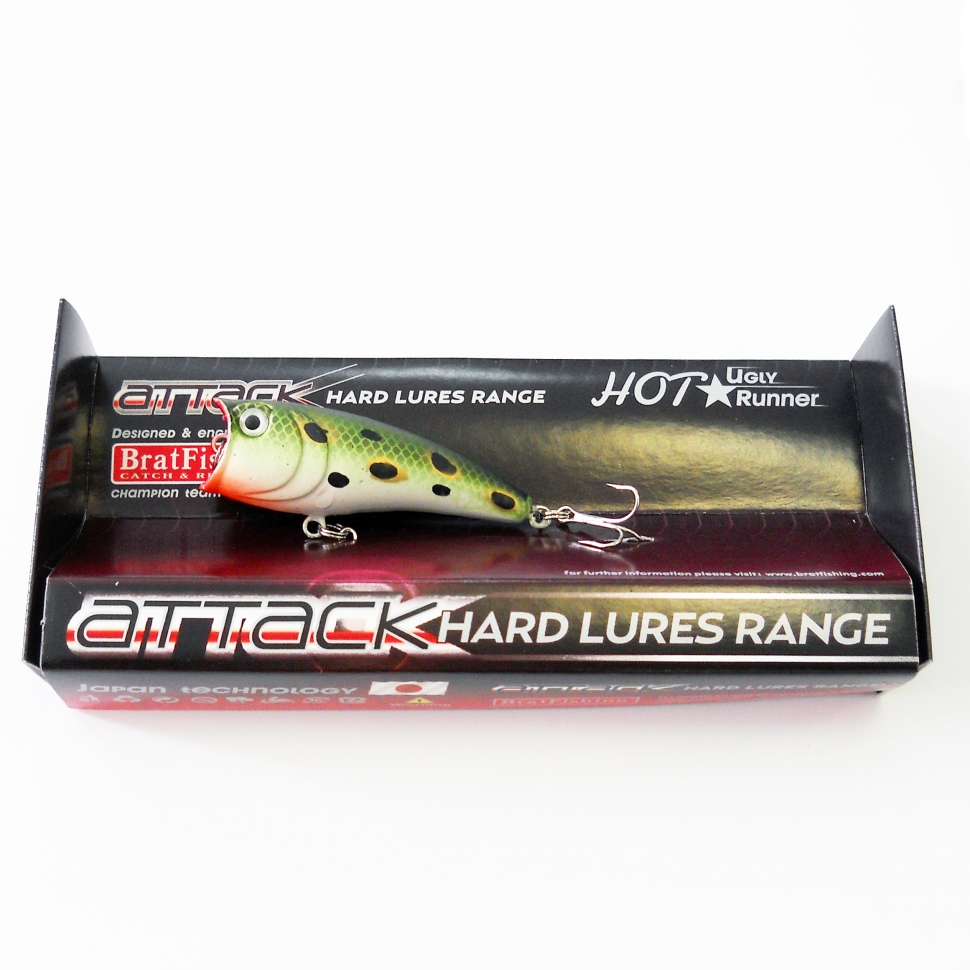 ATTACK HARD LURES RANGE
HOT ★ UGLY Runner
Designed & eng
BratFis
CATCH & R
champion team
for further information please visit: www.bratfishing.com
ATTACK HARD LURES RANGE
Japan technology
HARD LURES RANGE
BratFishing